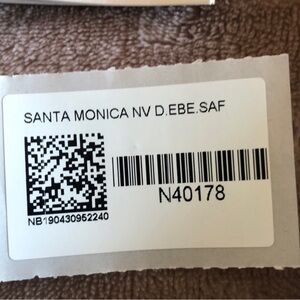 SANTA MONICA NV D.EBE.SAF
N40178
NB190430952240